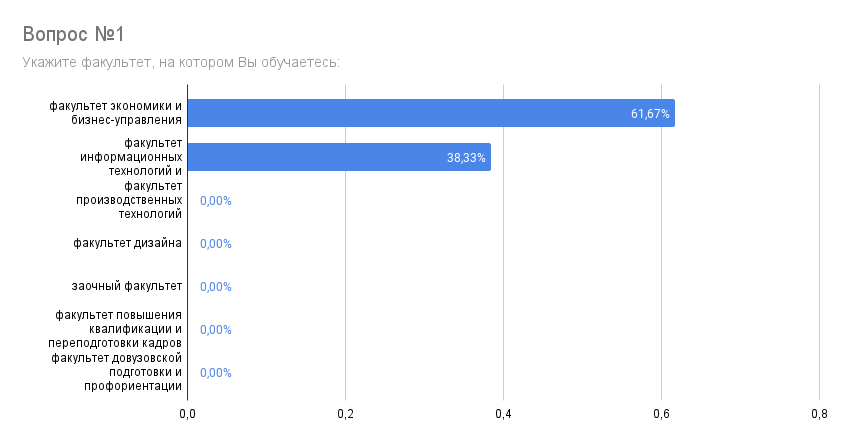 Вопрос №1
Укажите факультет, на котором Вы обучаетесь:
факультет экономики и
бизнес-управления
61,67%
факультет
информационных
технологий и
38,33%
факультет
производственных
технологий
0,00%
факультет дизайна
0,00%
заочный факультет
0,00%
факультет повышения
квалификации и
переподготовки кадров
0,00%
факультет довузовской
подготовки и
профориентации
0,00%
0,0
0,2
0,4
0,6
0,8